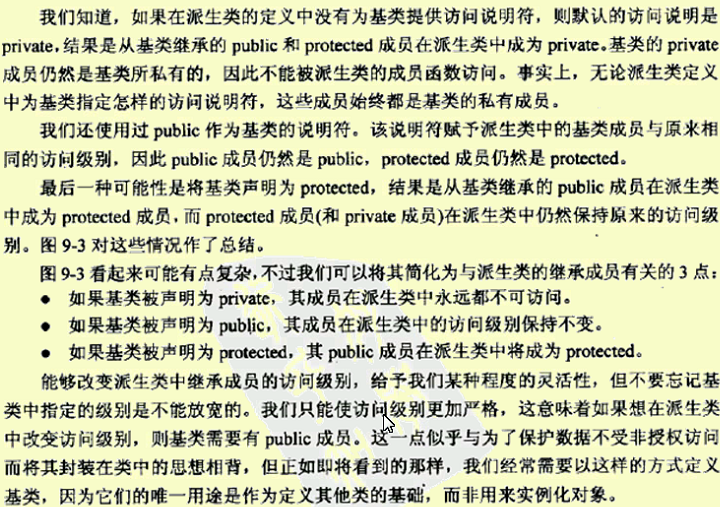 我们知道，如果在派生类的定义中没有为基类提供访问说明符，则默认的访问说明是
private，结果是从基类继承的 public 和 protected 成员在派生类中成为 private。基类的 private
成员仍然是基类所私有的，因此不能被派生类的成员函数访问。事实上，无论派生类定义
中为基类指定怎样的访问说明符，这些成员始终都是基类的私有成员。
我们还使用过 public 作为基类的说明符。该说明符赋予派生类中的基类成员与原来相
同的访问级别，因此 public 成员仍然是 public，protected 成员仍然是 protected。
最后一种可能性是将基类声明为 protected，结果是从基类继承的 public 成员在派生类
中成为 protected 成员，而 protected 成员(和 private 成员)在派生类中仍然保持原来的访问级
别。图 9-3 对这些情况作了总结。
图 9-3 看起来可能有点复杂，不过我们可以将其简化为与派生类的继承成员有关的 3 点：
● 如果基类被声明为 private，其成员在派生类中永远都不可访问。
● 如果基类被声明为 public，其成员在派生类中的访问级别保持不变。
● 如果基类被声明为 protected，其 public 成员在派生类中将成为 protected。
能够改变派生类中继承成员的访问级别，给予我们某种程度的灵活性，但不要忘记基
类中指定的级别是不能放宽的。我们只能使访问级别更加严格，这意味着如果想在派生类
中改变访问级别，则基类需要有 public 成员。这一点似乎与为了保护数据不受非授权访问
而将其封装在类中的思想相背，但正如即将看到的那样，我们经常需要以这样的方式定义
基类，因为它们的唯一用途是作为定义其他类的基础，而非用来实例化对象。